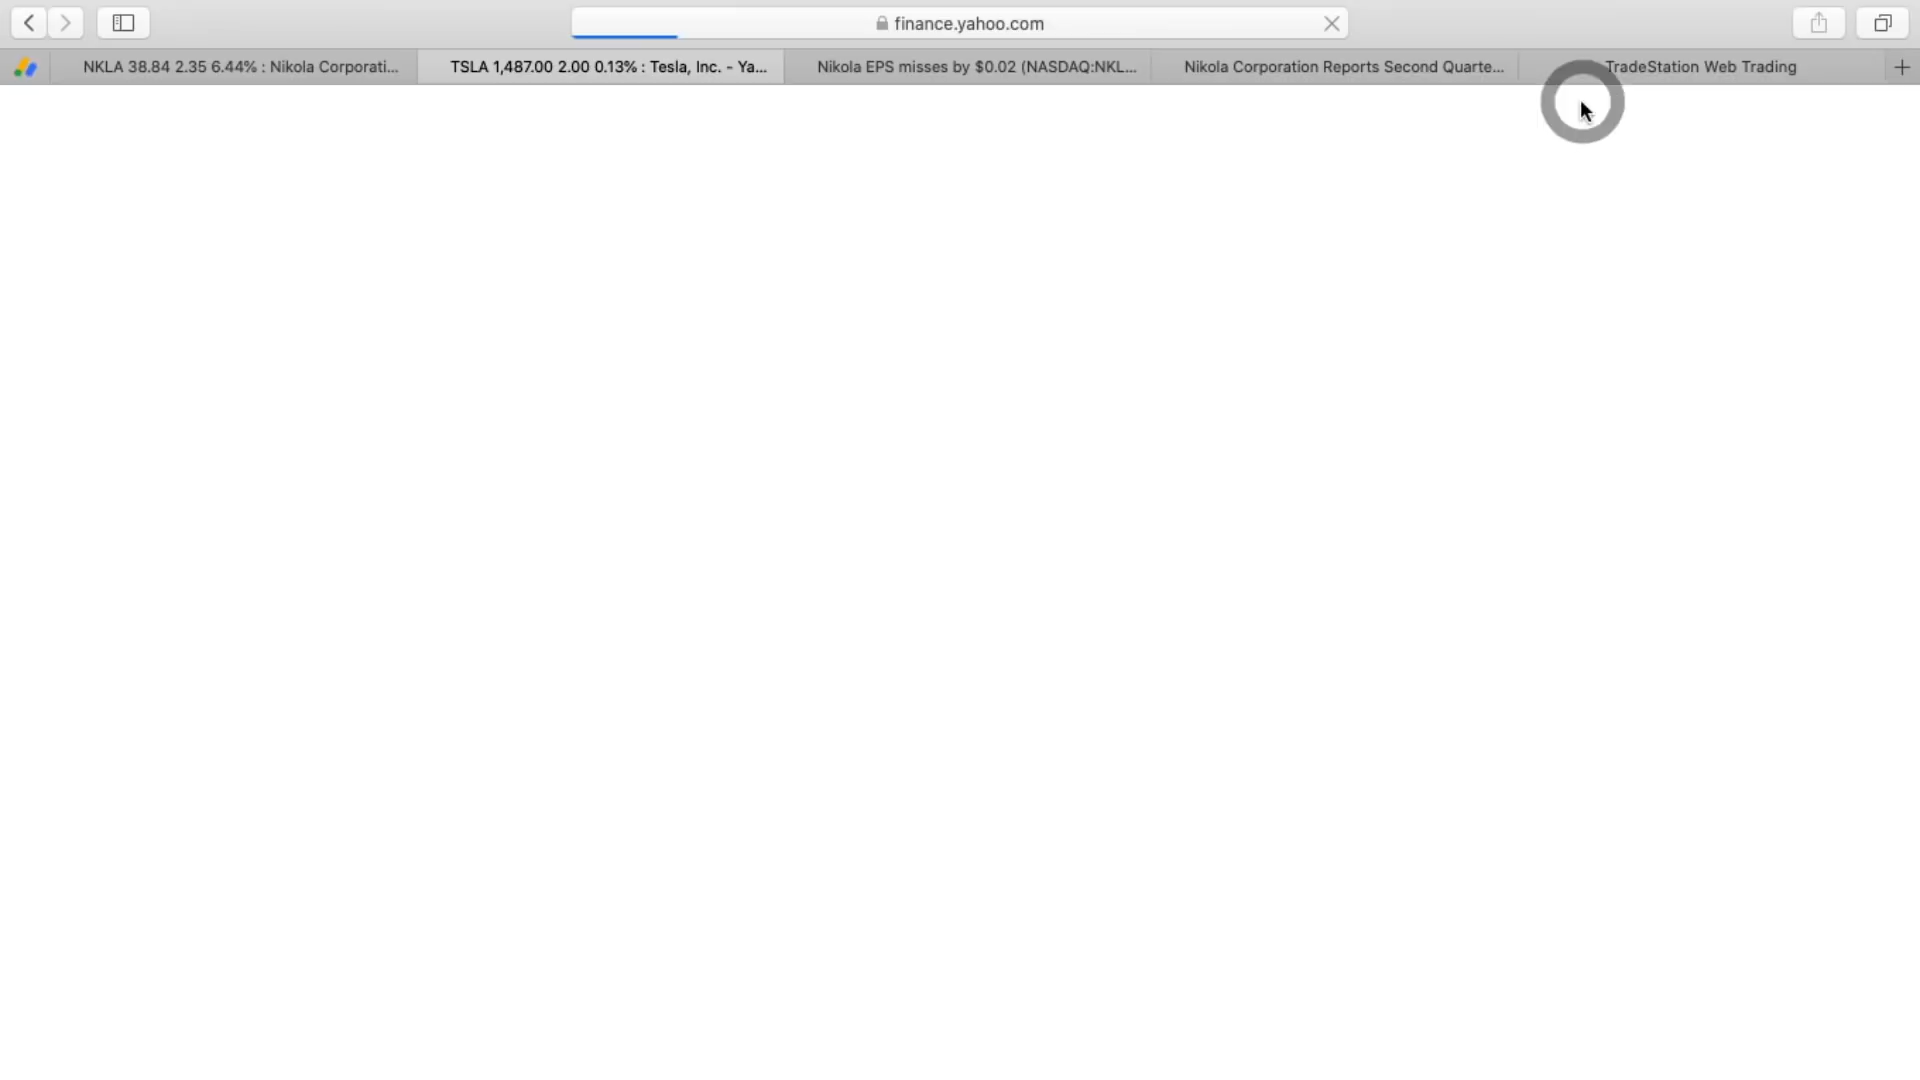 finance.yahoo.com
NKLA 38.84 2.35 6.44% : Nikola Corporati...
TSLA 1,487.00 2.00 0.13% : Tesla, Inc. - Ya...
Nikola EPS misses by $0.02 (NASDAQ:NKL...
Nikola Corporation Reports Second Quarte...
TradeStation Web Trading